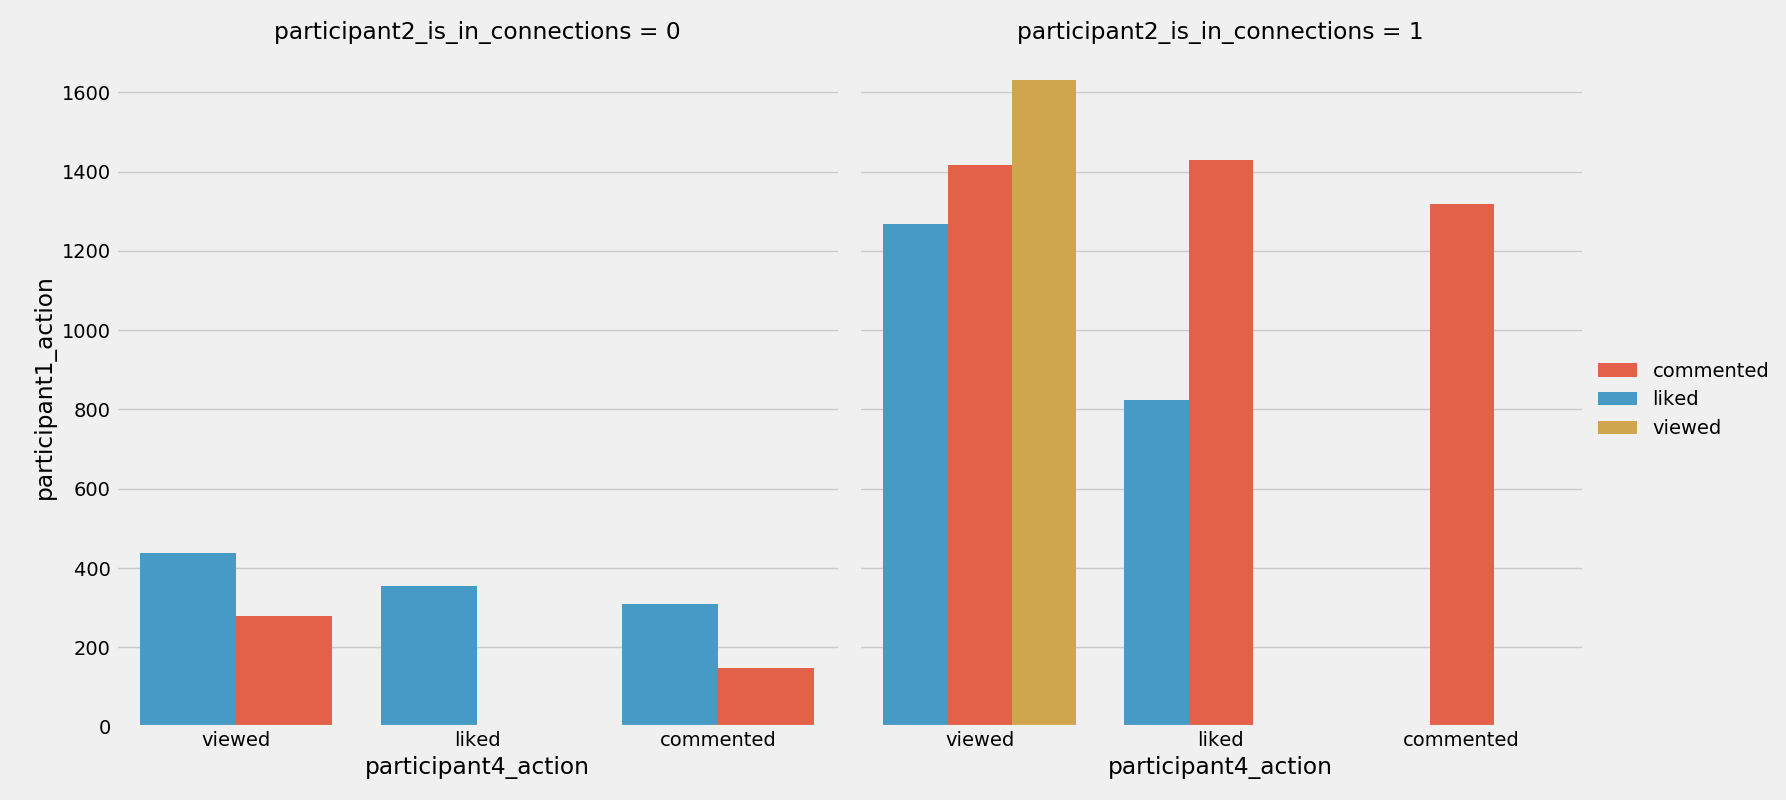 participant2_is_in_connections = 0
participant2_is_in_connections = 1
participant1_action
1600
1400
1200
1000
800
600
400
200
0
viewed
liked
commented
participant4_action
viewed
liked
commented
participant4_action
commented
liked
viewed